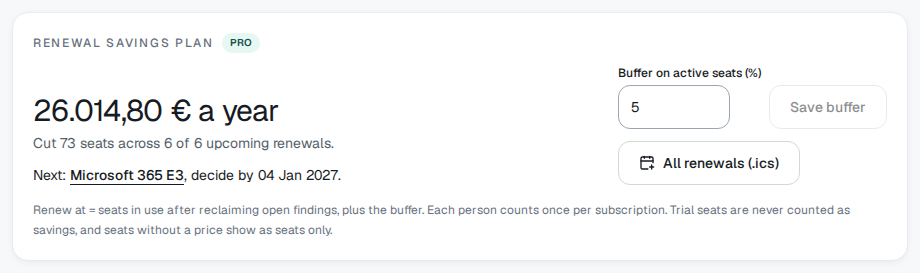 RENEWAL SAVINGS PLAN PRO
26.014,80 € a year
Cut 73 seats across 6 of 6 upcoming renewals.
Next: Microsoft 365 E3, decide by 04 Jan 2027.
Buffer on active seats (%)
5
Save buffer
All renewals (.ics)
Renew at = seats in use after reclaiming open findings, plus the buffer. Each person counts once per subscription. Trial seats are never counted as
savings, and seats without a price show as seats only.